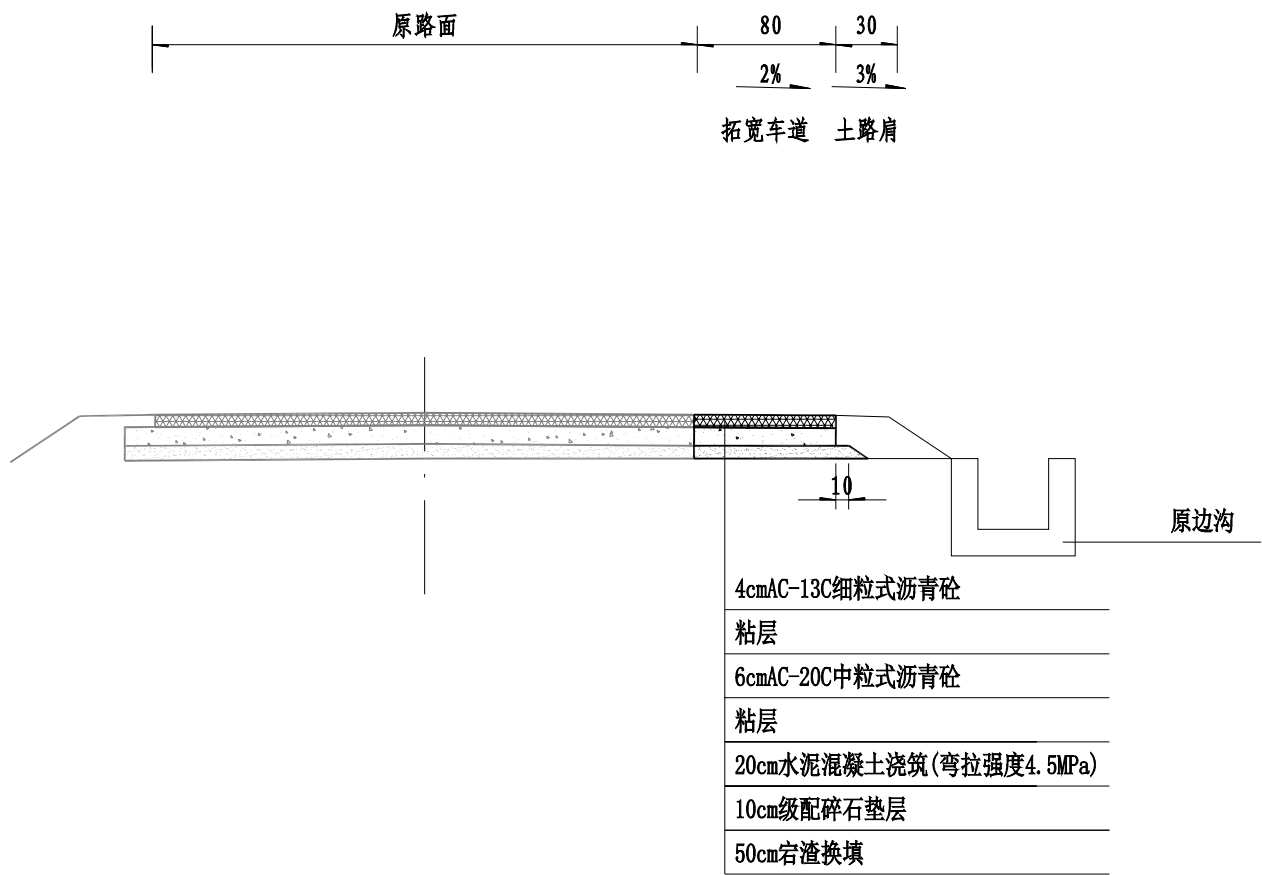 原路面
80
30
2%
3%
拓宽车道
土路肩
10
原边沟
4cmAC-13C细粒式沥青砼
粘层
6cmAC-20C中粒式沥青砼
粘层
20cm水泥混凝土浇筑(弯拉强度4.5MPa)
10cm级配碎石垫层
50cm宕渣换填